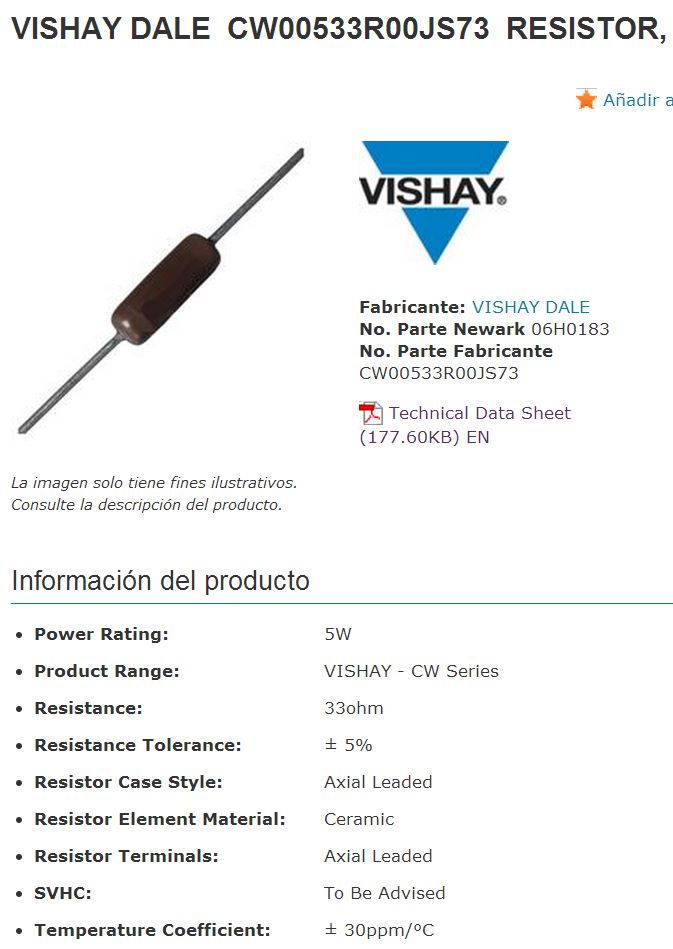 VISHAY DALE CW00533R00JS73 RESISTOR,
Añadir a
VISHAY®
Fabricante: VISHAY DALE
No. Parte Newark 06H0183
No. Parte Fabricante
CW00533R00JS73
Technical Data Sheet
(177.60KB) EN
La imagen solo tiene fines ilustrativos.
Consulte la descripción del producto.
Información del producto
• Power Rating: 5W
• Product Range: VISHAY - CW Series
• Resistance: 33ohm
• Resistance Tolerance: ± 5%
• Resistor Case Style: Axial Leaded
• Resistor Element Material: Ceramic
• Resistor Terminals: Axial Leaded
• SVHC: To Be Advised
• Temperature Coefficient: ± 30ppm/°C